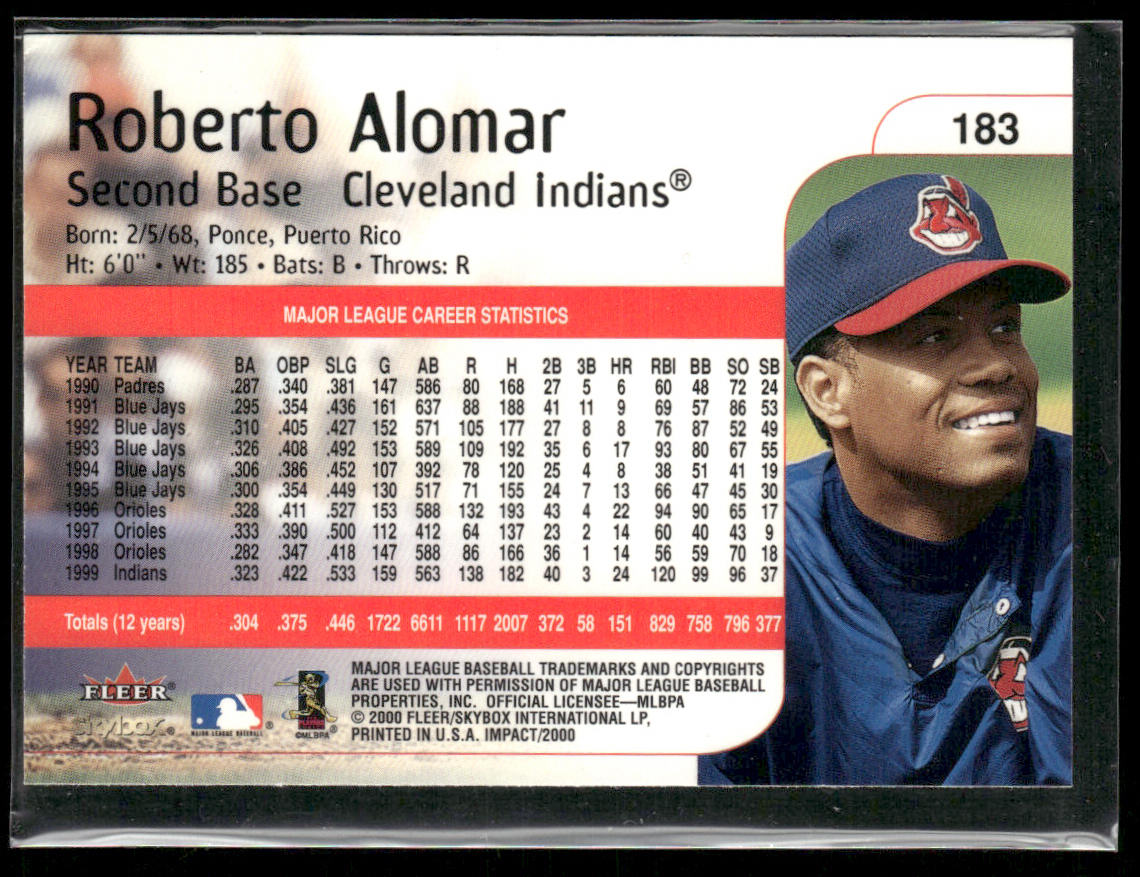 183
Roberto Alomar
Second Base Cleveland Indians®
Born: 2/5/68, Ponce, Puerto Rico
Ht: 6'0" • Wt: 185 • Bats: B • Throws: R
MAJOR LEAGUE CAREER STATISTICS
YEAR TEAM BA OBP SLG G AB R H 2B 3B HR RBI BB SO SB
1990 Padres .287 .340 .381 147 586 80 168 27 5 6 60 48 72 24
1991 Blue Jays .295 .354 .436 161 637 88 188 41 11 9 69 57 86 53
1992 Blue Jays .310 .405 .427 152 571 105 177 27 8 8 76 87 52 49
1993 Blue Jays .326 .408 .492 153 589 109 192 35 6 17 93 80 67 55
1994 Blue Jays .306 .386 .452 107 392 78 120 25 4 8 38 51 41 19
1995 Blue Jays .300 .354 .449 130 517 71 155 24 7 13 66 47 45 30
1996 Orioles .328 .411 .527 153 588 132 193 43 4 22 94 90 65 17
1997 Orioles .333 .390 .500 112 412 64 137 23 2 14 60 40 43 9
1998 Orioles .282 .347 .418 147 588 86 166 36 1 14 56 59 70 18
1999 Indians .323 .422 .533 159 563 138 182 40 3 24 120 99 96 37
Totals (12 years) .304 .375 .446 1722 6611 1117 2007 372 58 151 829 758 796 377
FLEER®
skybox®
MAJOR LEAGUE BASEBALL ®
©MLBPA ®
MAJOR LEAGUE BASEBALL TRADEMARKS AND COPYRIGHTS
ARE USED WITH PERMISSION OF MAJOR LEAGUE BASEBALL
PROPERTIES, INC. OFFICIAL LICENSEE—MLBPA
© 2000 FLEER/SKYBOX INTERNATIONAL LP,
PRINTED IN U.S.A. IMPACT/2000